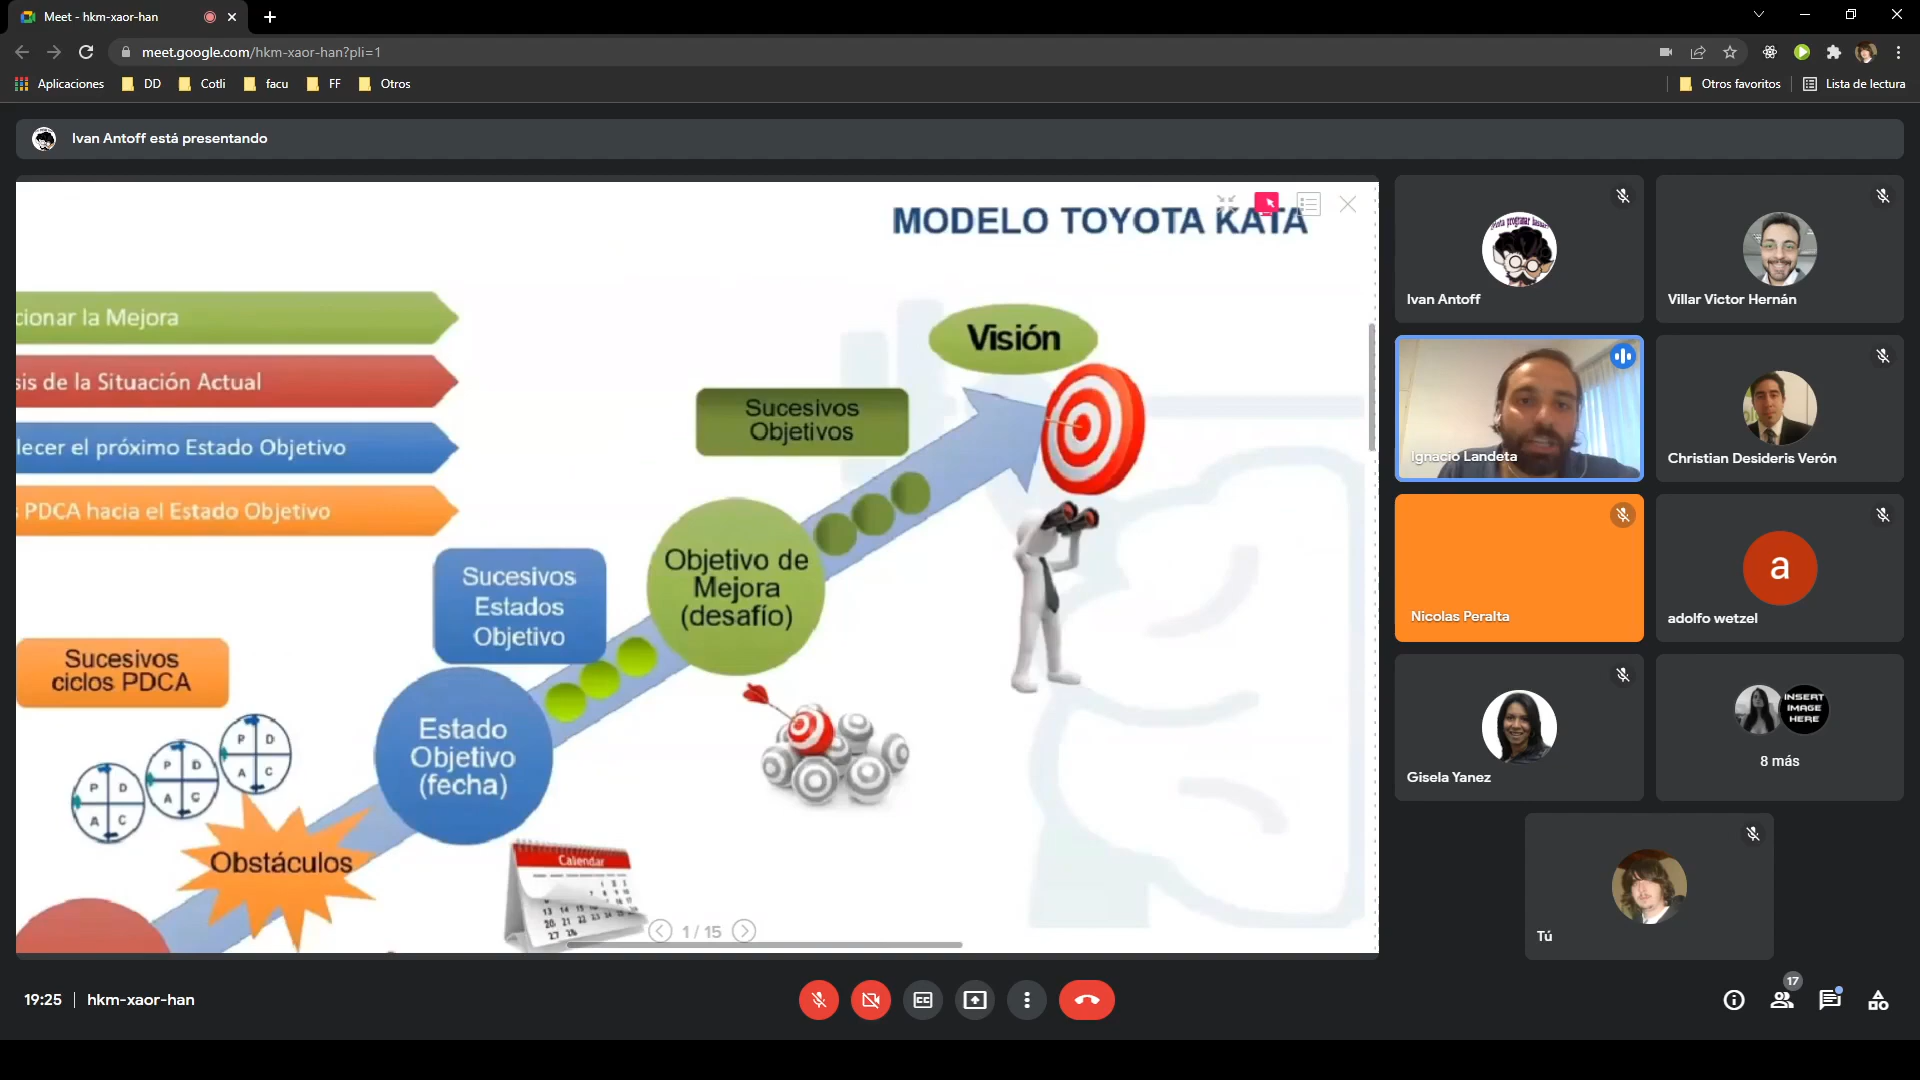 Meet - hkm-xaor-han
meet.google.com/hkm-xaor-han?pli=1
Aplicaciones
DD
Cotli
facu
FF
Otros
Otros favoritos
Lista de lectura
Ivan Antoff está presentando
MODELO TOYOTA KATA
cionar la Mejora
sis de la Situación Actual
lecer el próximo Estado Objetivo
PDCA hacia el Estado Objetivo
Visión
Sucesivos
Objetivos
Objetivo de
Mejora
(desafío)
Sucesivos
Estados
Objetivo
Sucesivos
ciclos PDCA
Estado
Objetivo
(fecha)
P D
A C
P D
A C
P D
A C
Obstáculos
Calendar
1 / 15
Ivan Antoff
Villar Victor Hernán
Ignacio Landeta
Christian Desideris Verón
Nicolas Peralta
a
adolfo wetzel
Gisela Yanez
INSERT
IMAGE
HERE
8 más
Tú
19:25
hkm-xaor-han
CC
17